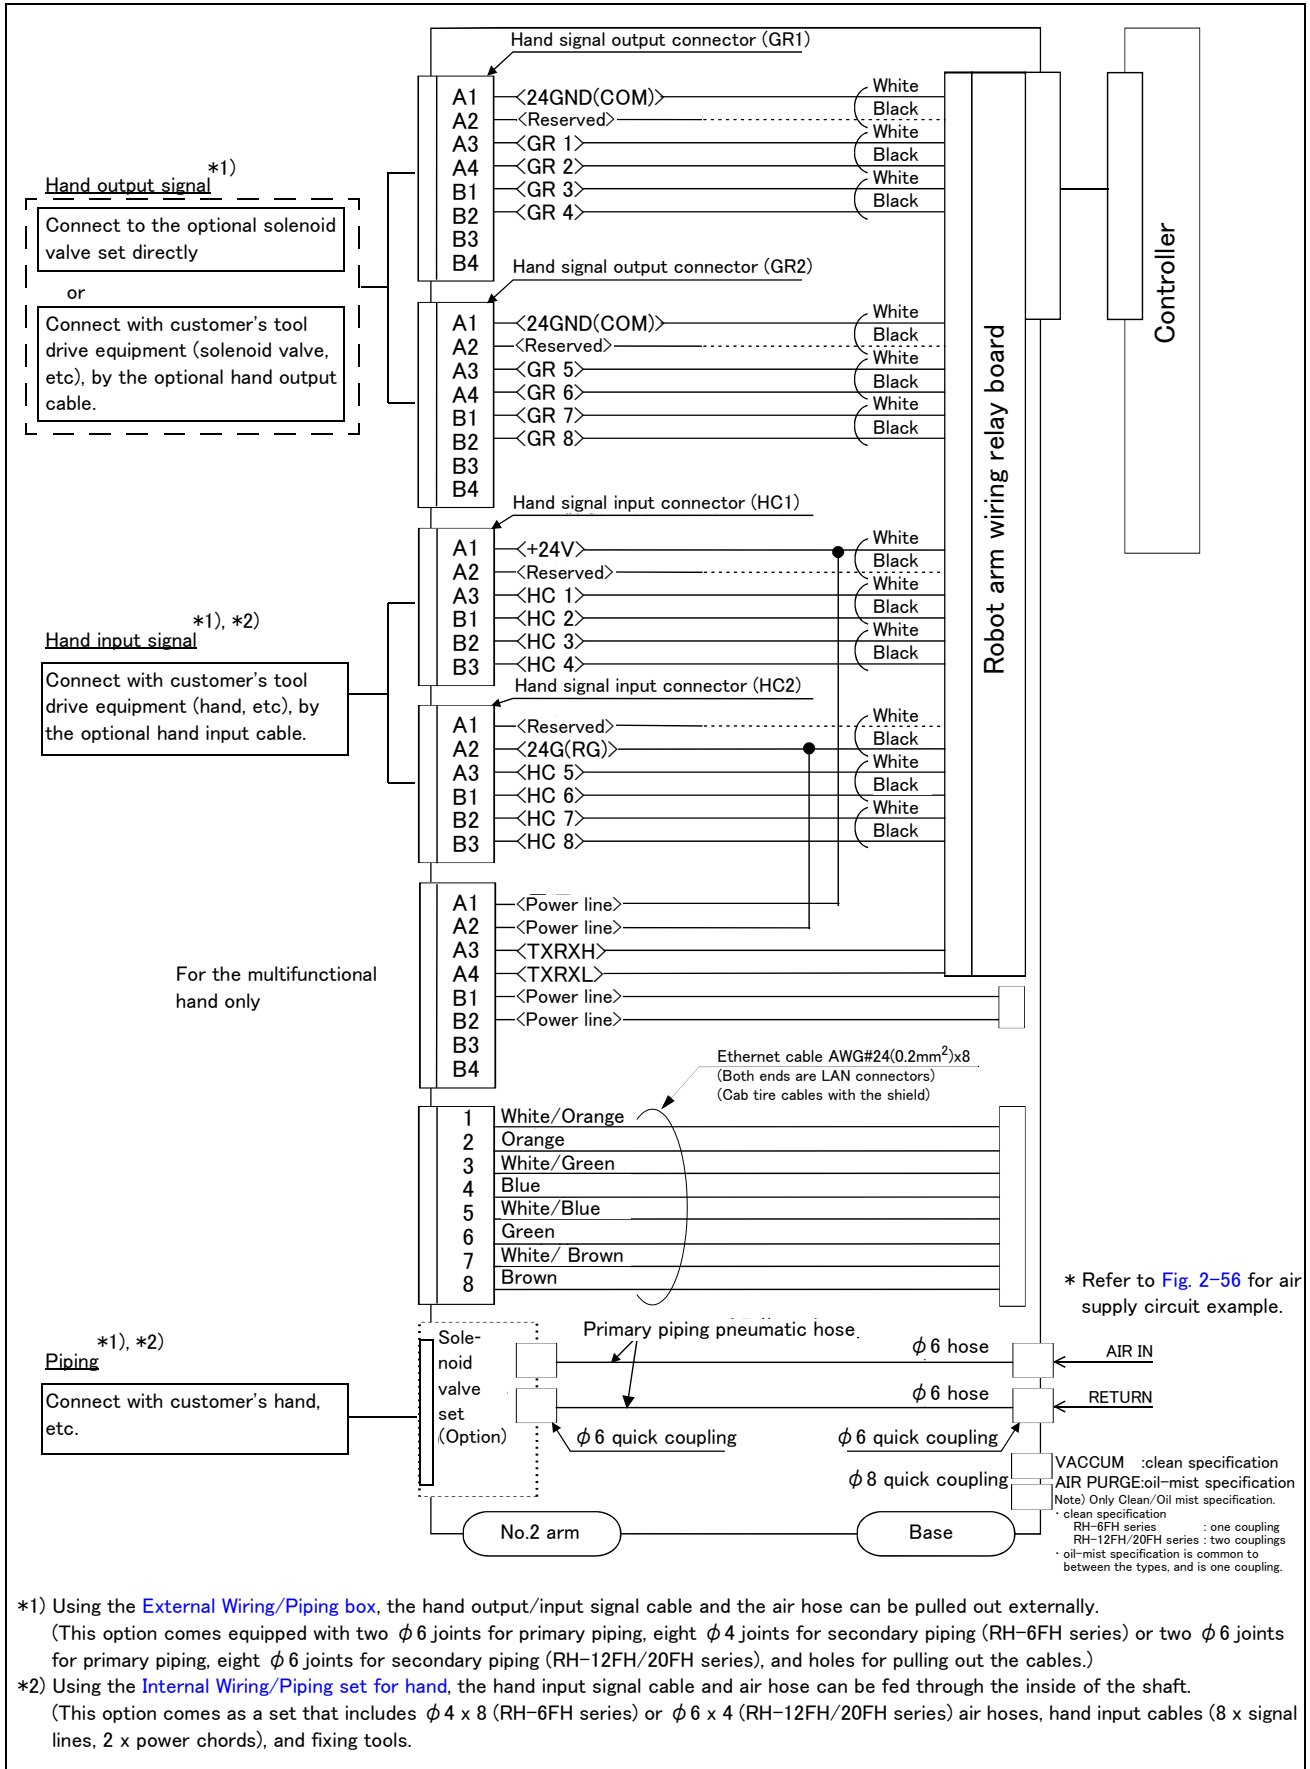 Hand signal output connector (GR1)
A1 <24GND(COM)> White
A2 <Reserved> Black
A3 <GR 1> White
A4 <GR 2> Black
B1 <GR 3> White
B2 <GR 4> Black
B3
B4
Hand output signal *1)
Connect to the optional solenoid
valve set directly
or
Connect with customer's tool
drive equipment (solenoid valve,
etc), by the optional hand output
cable.
Hand signal output connector (GR2)
A1 <24GND(COM)> White
A2 <Reserved> Black
A3 <GR 5> White
A4 <GR 6> Black
B1 <GR 7> White
B2 <GR 8> Black
B3
B4
Robot arm wiring relay board
Controller
Hand signal input connector (HC1)
A1 <+24V> White
A2 <Reserved> Black
A3 <HC 1> White
B1 <HC 2> Black
B2 <HC 3> White
B3 <HC 4> Black
Hand input signal *1), *2)
Connect with customer's tool
drive equipment (hand, etc), by
the optional hand input cable.
Hand signal input connector (HC2)
A1 <Reserved> White
A2 <24G(RG)> Black
A3 <HC 5> White
B1 <HC 6> Black
B2 <HC 7> White
B3 <HC 8> Black
For the multifunctional
hand only
A1 <Power line>
A2 <Power line>
A3 <TXRXH>
A4 <TXRXL>
B1 <Power line>
B2 <Power line>
B3
B4
Ethernet cable AWG#24(0.2mm²)x8
(Both ends are LAN connectors)
(Cab tire cables with the shield)
1 White/Orange
2 Orange
3 White/Green
4 Blue
5 White/Blue
6 Green
7 White/ Brown
8 Brown
* Refer to Fig. 2-56 for air
supply circuit example.
Piping *1), *2)
Connect with customer's hand,
etc.
Sole-
noid
valve
set
(Option)
Primary piping pneumatic hose
φ6 hose
AIR IN
φ6 hose
RETURN
φ6 quick coupling
φ6 quick coupling
φ8 quick coupling
VACCUM :clean specification
AIR PURGE:oil-mist specification
Note) Only Clean/Oil mist specification.
・clean specification
RH-6FH series : one coupling
RH-12FH/20FH series : two couplings
・oil-mist specification is common to
between the types, and is one coupling.
No.2 arm
Base
*1) Using the External Wiring/Piping box, the hand output/input signal cable and the air hose can be pulled out externally.
(This option comes equipped with two φ6 joints for primary piping, eight φ4 joints for secondary piping (RH-6FH series) or two φ6 joints
for primary piping, eight φ6 joints for secondary piping (RH-12FH/20FH series), and holes for pulling out the cables.)
*2) Using the Internal Wiring/Piping set for hand, the hand input signal cable and air hose can be fed through the inside of the shaft.
(This option comes as a set that includes φ4 x 8 (RH-6FH series) or φ6 x 4 (RH-12FH/20FH series) air hoses, hand input cables (8 x signal
lines, 2 x power chords), and fixing tools.